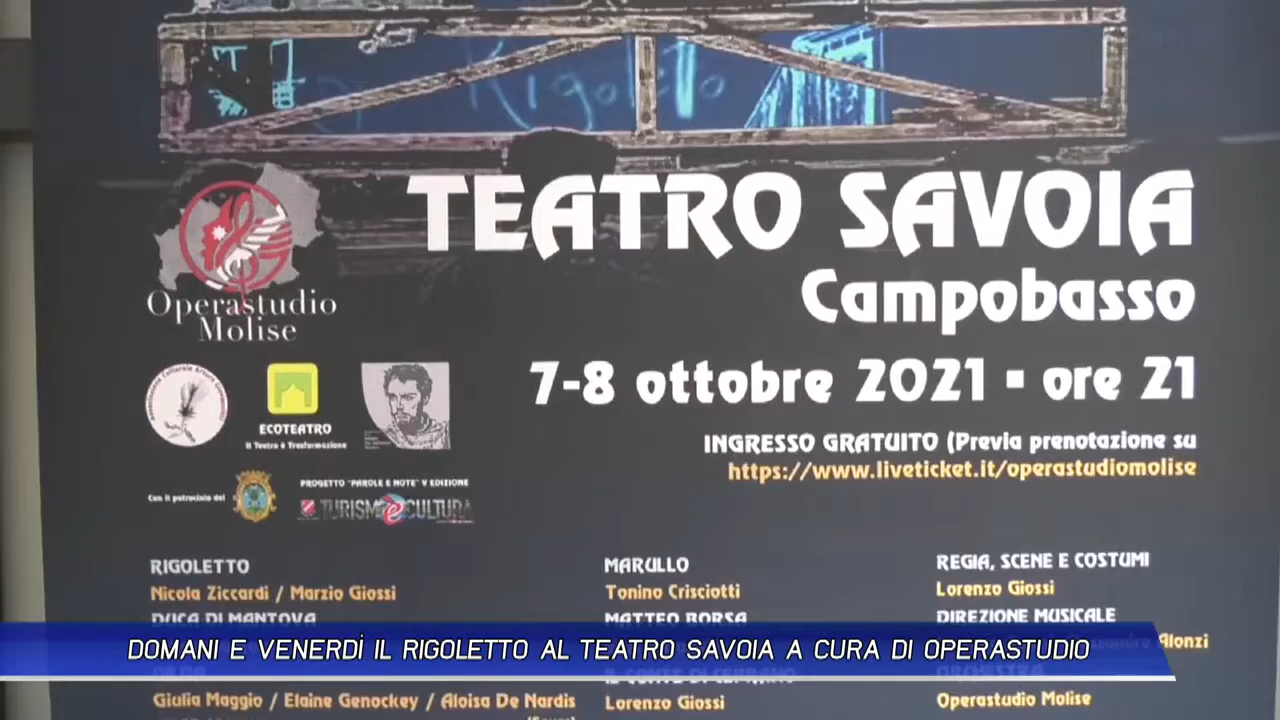 Rigoletto
TEATRO SAVOIA
Campobasso
Operastudio
Molise
7-8 ottobre 2021 ▪ ore 21
ECOTEATRO
Il Teatro è Trasformazione
INGRESSO GRATUITO (Previa prenotazione su
https://www.liveticket.it/operastudiomolise
Con il patrocinio del
PROGETTO "PAROLE E NOTE" V EDIZIONE
TURISMO È CULTURA
RIGOLETTO
Nicola Ziccardi / Marzio Giossi
DUCA DI MANTOVA
MARULLO
Tonino Crisciotti
MATTEO BORSA
REGIA, SCENE E COSTUMI
Lorenzo Giossi
DIREZIONE MUSICALE
Alonzi
DOMANI E VENERDÌ IL RIGOLETTO AL TEATRO SAVOIA A CURA DI OPERASTUDIO
Giulia Maggio / Elaine Genockey / Aloisa De Nardis
Lorenzo Giossi
ORCHESTRA
Operastudio Molise